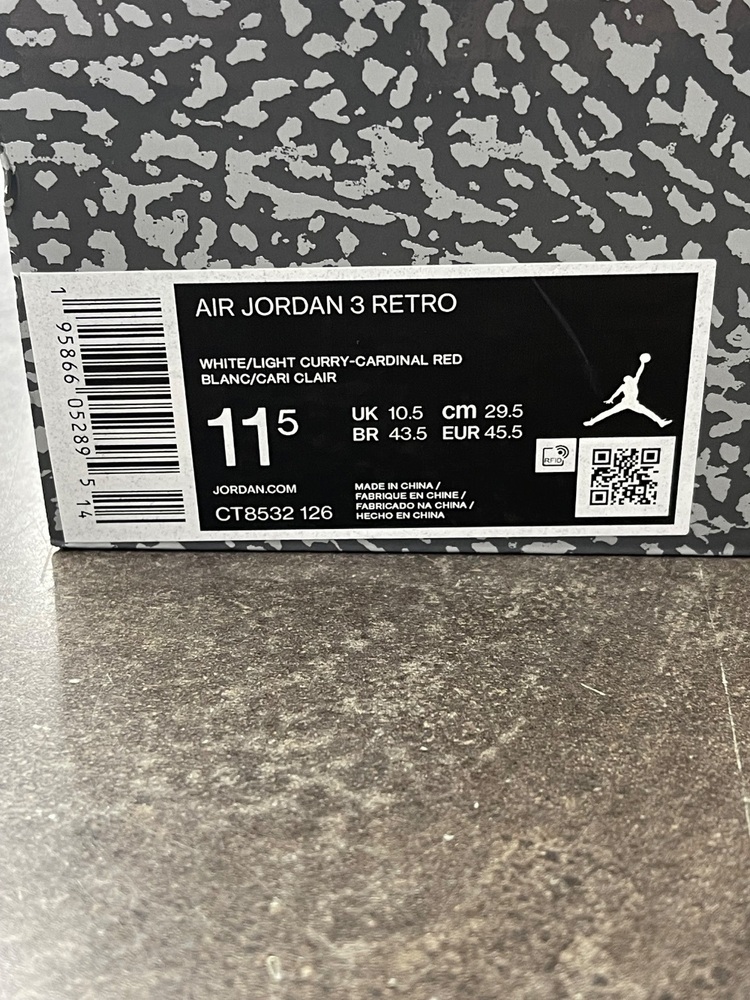 AIR JORDAN 3 RETRO
WHITE/LIGHT CURRY-CARDINAL RED
BLANC/CARI CLAIR
11 5
UK 10.5 cm 29.5
BR 43.5 EUR 45.5
RFID
JORDAN.COM
CT8532 126
MADE IN CHINA /
FABRIQUE EN CHINE /
FABRICADO NA CHINA /
HECHO EN CHINA
1 95866 05289 5 14